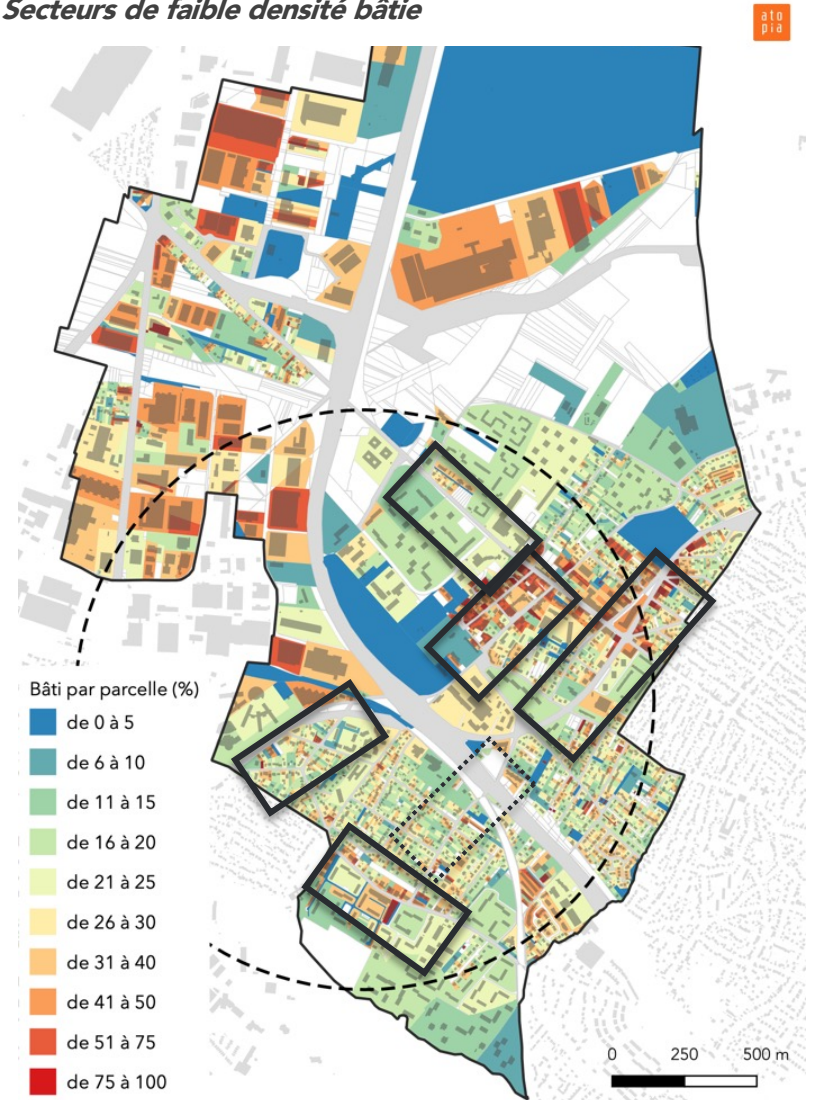 Secteurs de faible densité bâtie
ato
pia
Bâti par parcelle (%)
de 0 à 5
de 6 à 10
de 11 à 15
de 16 à 20
de 21 à 25
de 26 à 30
de 31 à 40
de 41 à 50
de 51 à 75
de 75 à 100
0 250 500 m